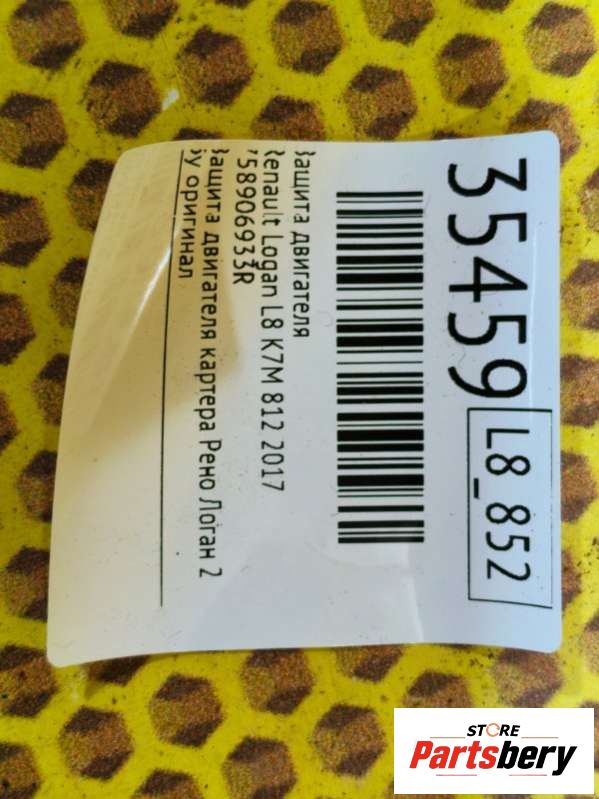 35459 L8_852
Защита двигателя
Renault Logan L8 K7M 812 2017
758906933R
Защита двигателя картера Рено Логан 2
бу оригинал
STORE
Partsbery